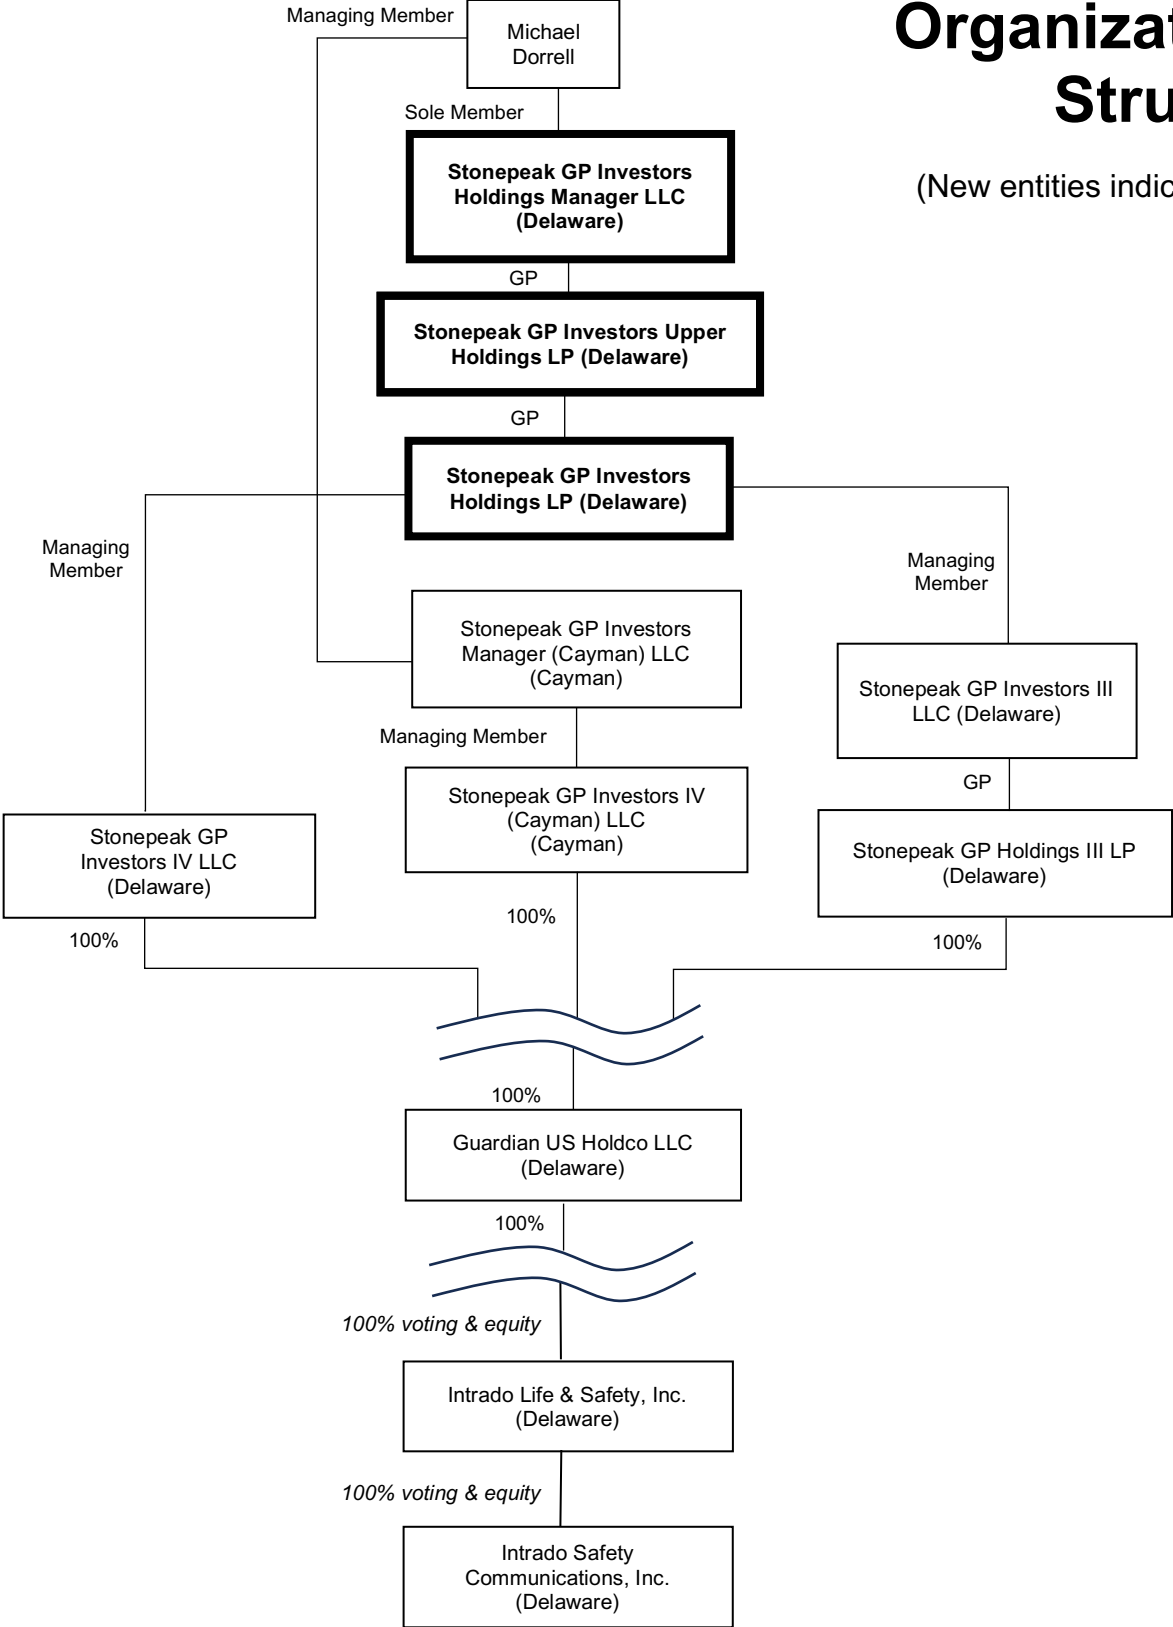 Managing Member
Michael
Dorrell
Organizat
Stru
(New entities indic
Sole Member
Stonepeak GP Investors
Holdings Manager LLC
(Delaware)
GP
Stonepeak GP Investors Upper
Holdings LP (Delaware)
GP
Stonepeak GP Investors
Holdings LP (Delaware)
Managing
Member
Managing
Member
Stonepeak GP Investors
Manager (Cayman) LLC
(Cayman)
Stonepeak GP Investors III
LLC (Delaware)
Managing Member
GP
Stonepeak GP
Investors IV LLC
(Delaware)
Stonepeak GP Investors IV
(Cayman) LLC
(Cayman)
Stonepeak GP Holdings III LP
(Delaware)
100%
100%
100%
100%
Guardian US Holdco LLC
(Delaware)
100%
100% voting & equity
Intrado Life & Safety, Inc.
(Delaware)
100% voting & equity
Intrado Safety
Communications, Inc.
(Delaware)